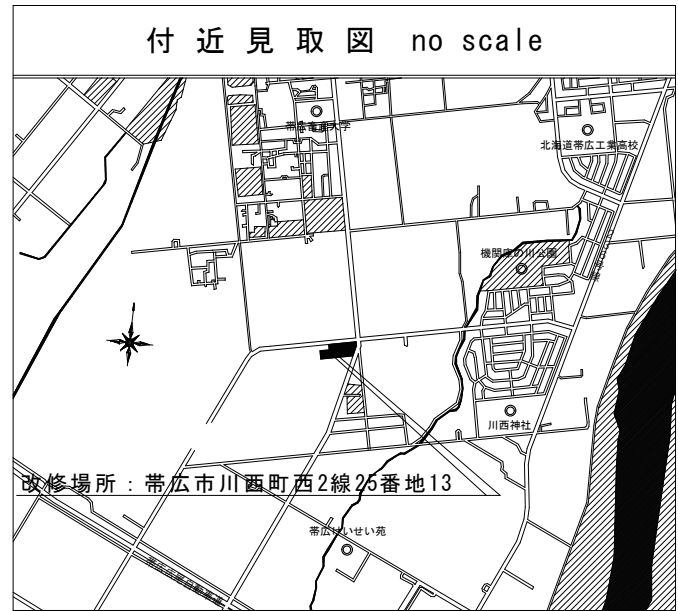 付近見取図 no scale
帯広畜産大学
北海道帯広工業高校
機関庫の川公園
川西神社
改修場所：帯広市川西町西2線25番地13
帯広けいせい苑